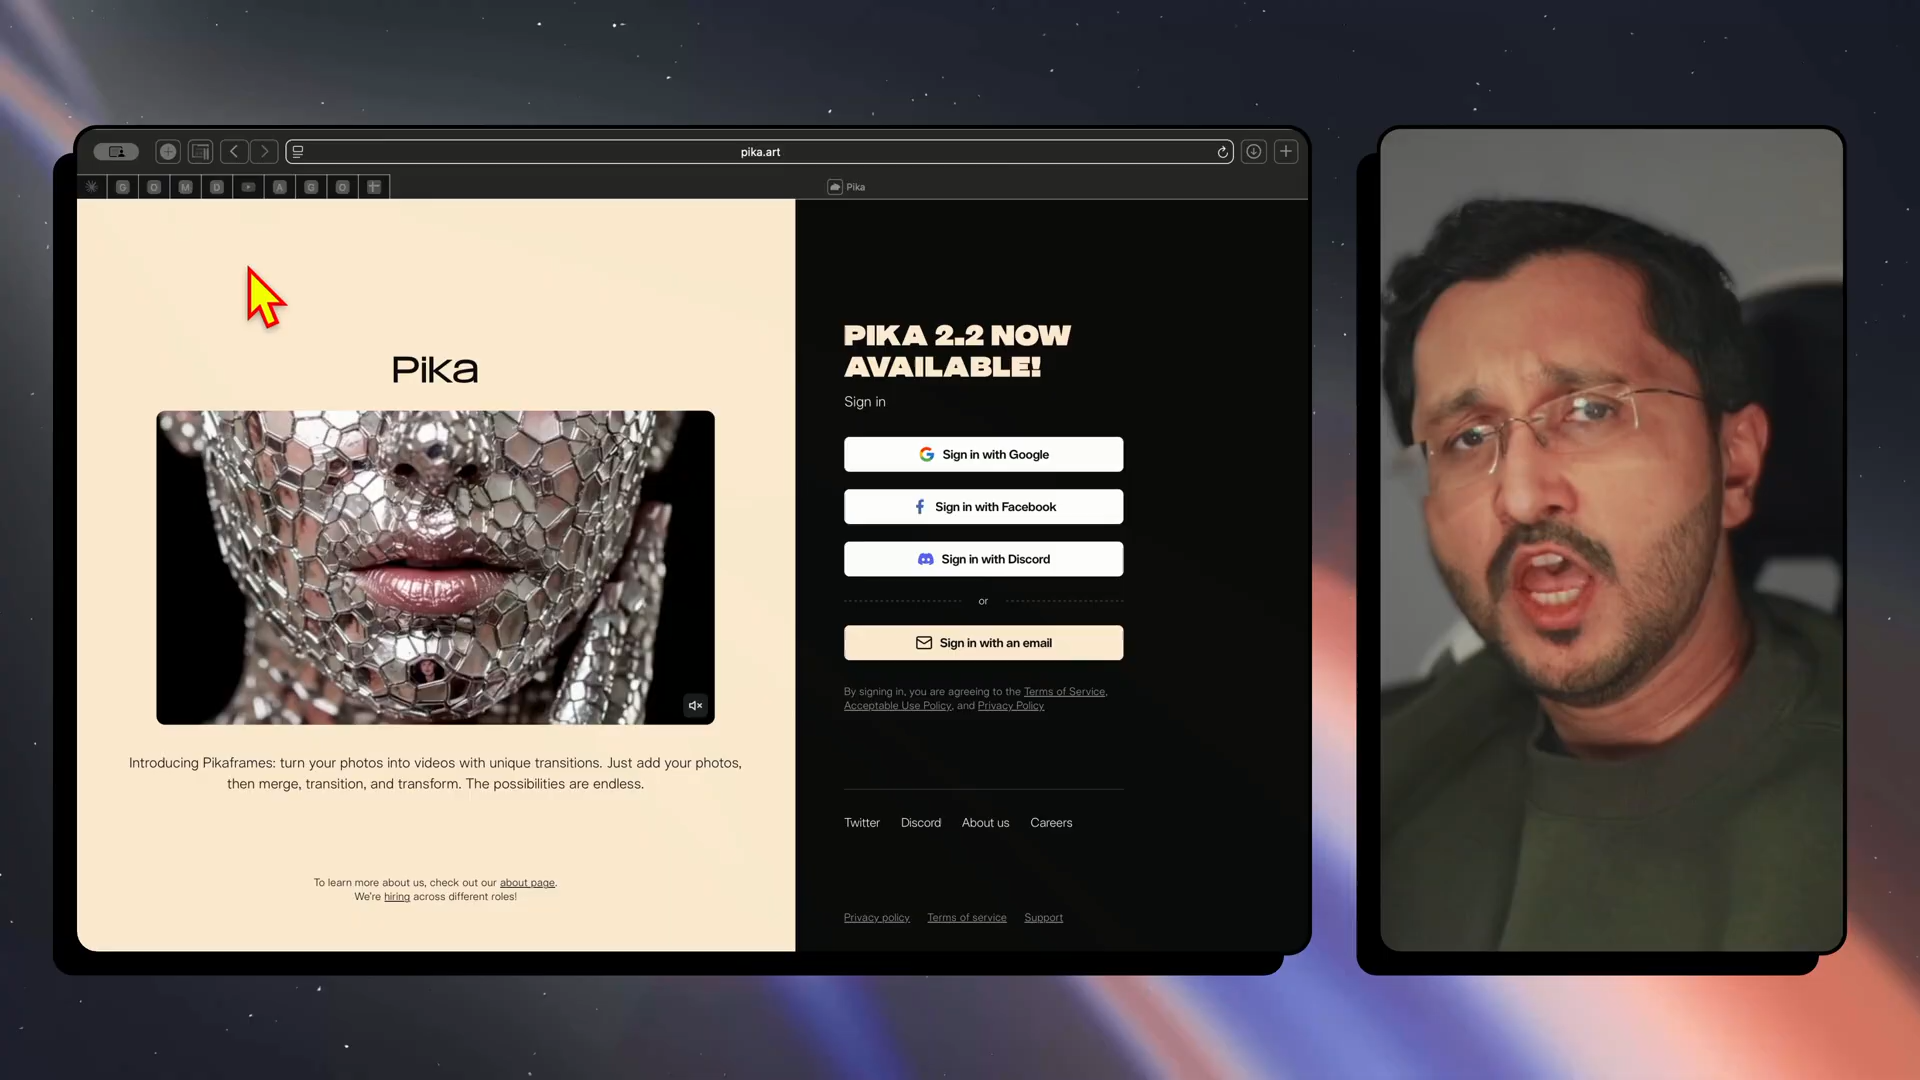 pika.art
G
O
M
D
A
G
O
Pika
Pika
Introducing Pikaframes: turn your photos into videos with unique transitions. Just add your photos,
then merge, transition, and transform. The possibilities are endless.
To learn more about us, check out our about page.
We're hiring across different roles!
PIKA 2.2 NOW
AVAILABLE!
Sign in
Sign in with Google
Sign in with Facebook
Sign in with Discord
or
Sign in with an email
By signing in, you are agreeing to the Terms of Service,
Acceptable Use Policy, and Privacy Policy
Twitter Discord About us Careers
Privacy policy Terms of service Support